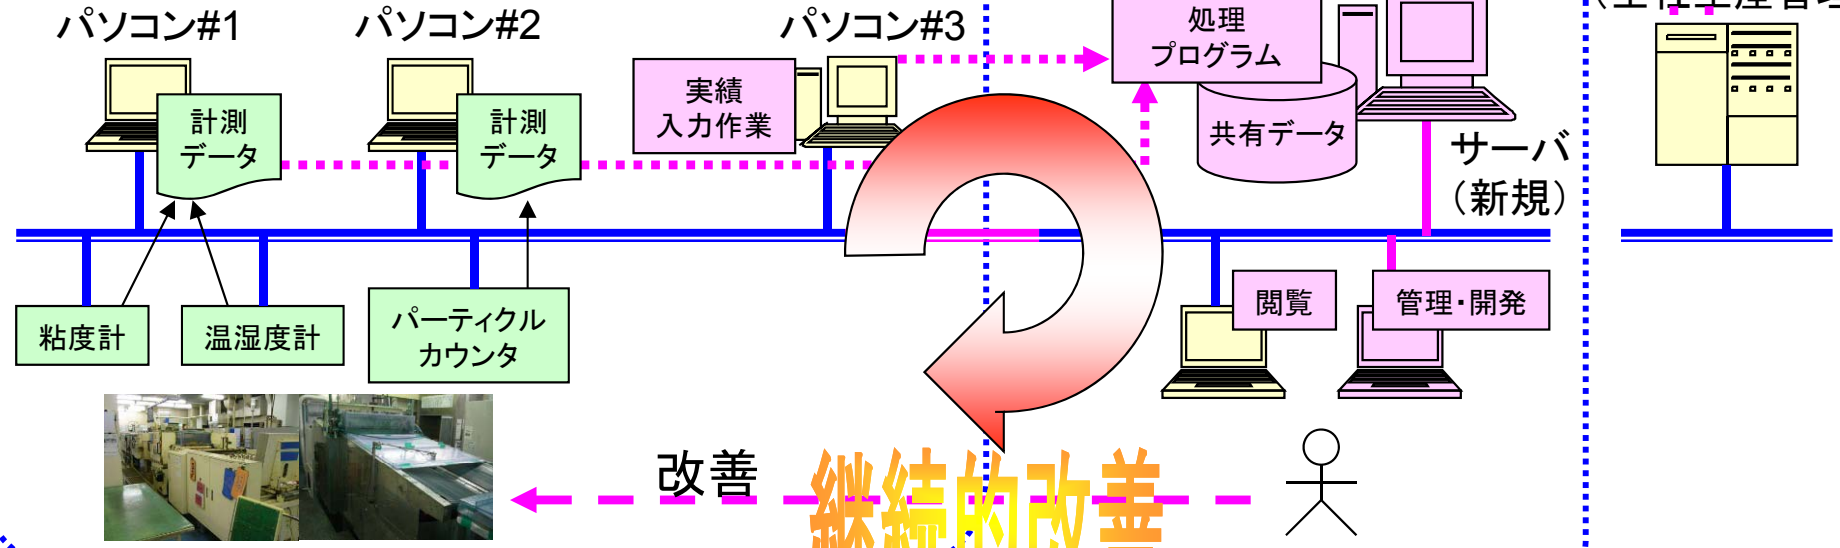 パソコン#1
パソコン#2
パソコン#3
処理
プログラム
計測
データ
計測
データ
実績
入力作業
共有データ
サーバ
（新規）
粘度計
温湿度計
パーティクル
カウンタ
閲覧
管理・開発
改善
継続的改善